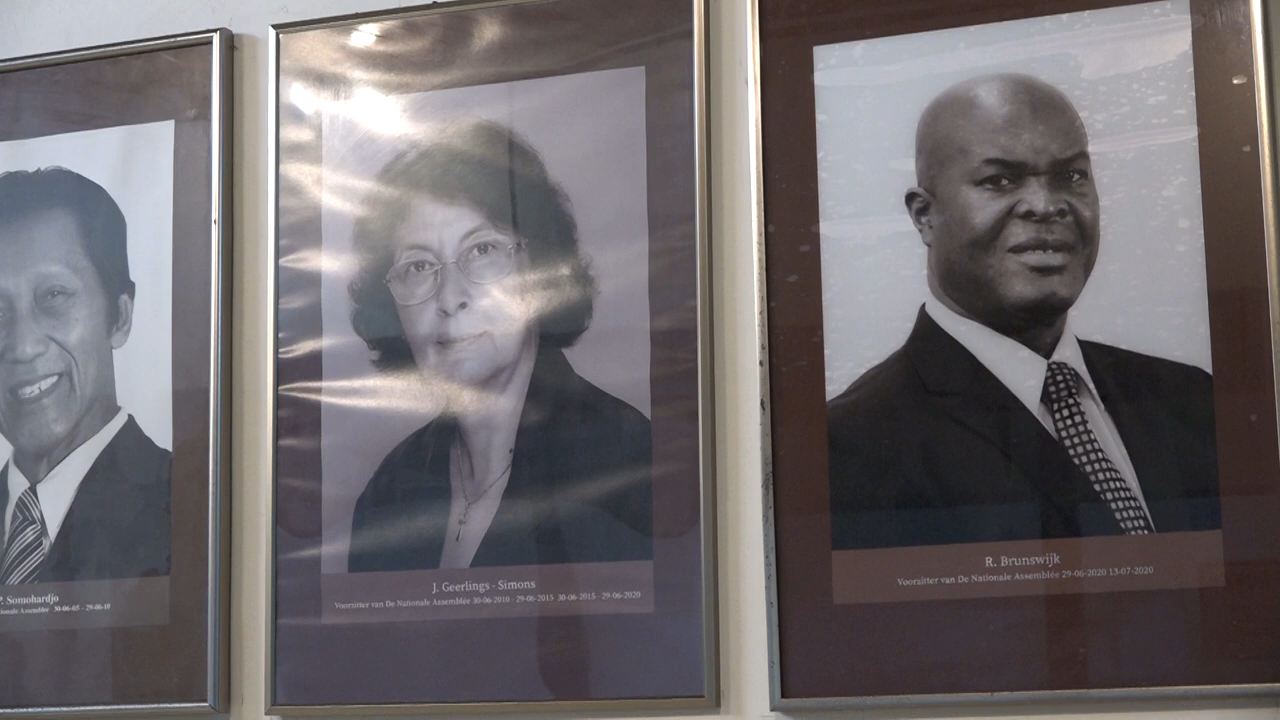 P. Somohardjo
Nationale Assemblee 30-06-05 - 29-06-10
J. Geerlings - Simons
Voorzitter van De Nationale Assemblée 30-06-2010 - 29-06-2015 30-06-2015 - 29-06-2020
R. Brunswijk
Voorzitter van De Nationale Assemblée 29-06-2020 13-07-2020